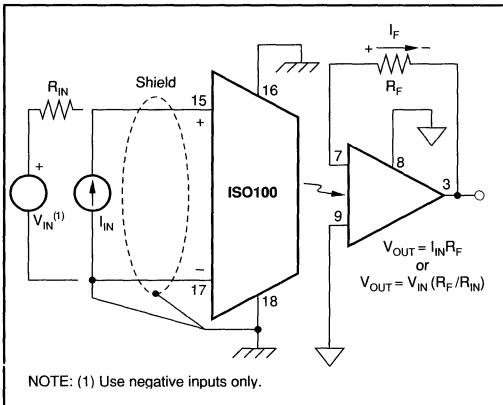 I_F
+ −
R_F
R_IN
Shield
15
16
+
+
V_IN(1)
I_IN
ISO100
7
8
3
9
−
17
18
V_OUT = I_IN R_F
or
V_OUT = V_IN (R_F/R_IN)
NOTE: (1) Use negative inputs only.